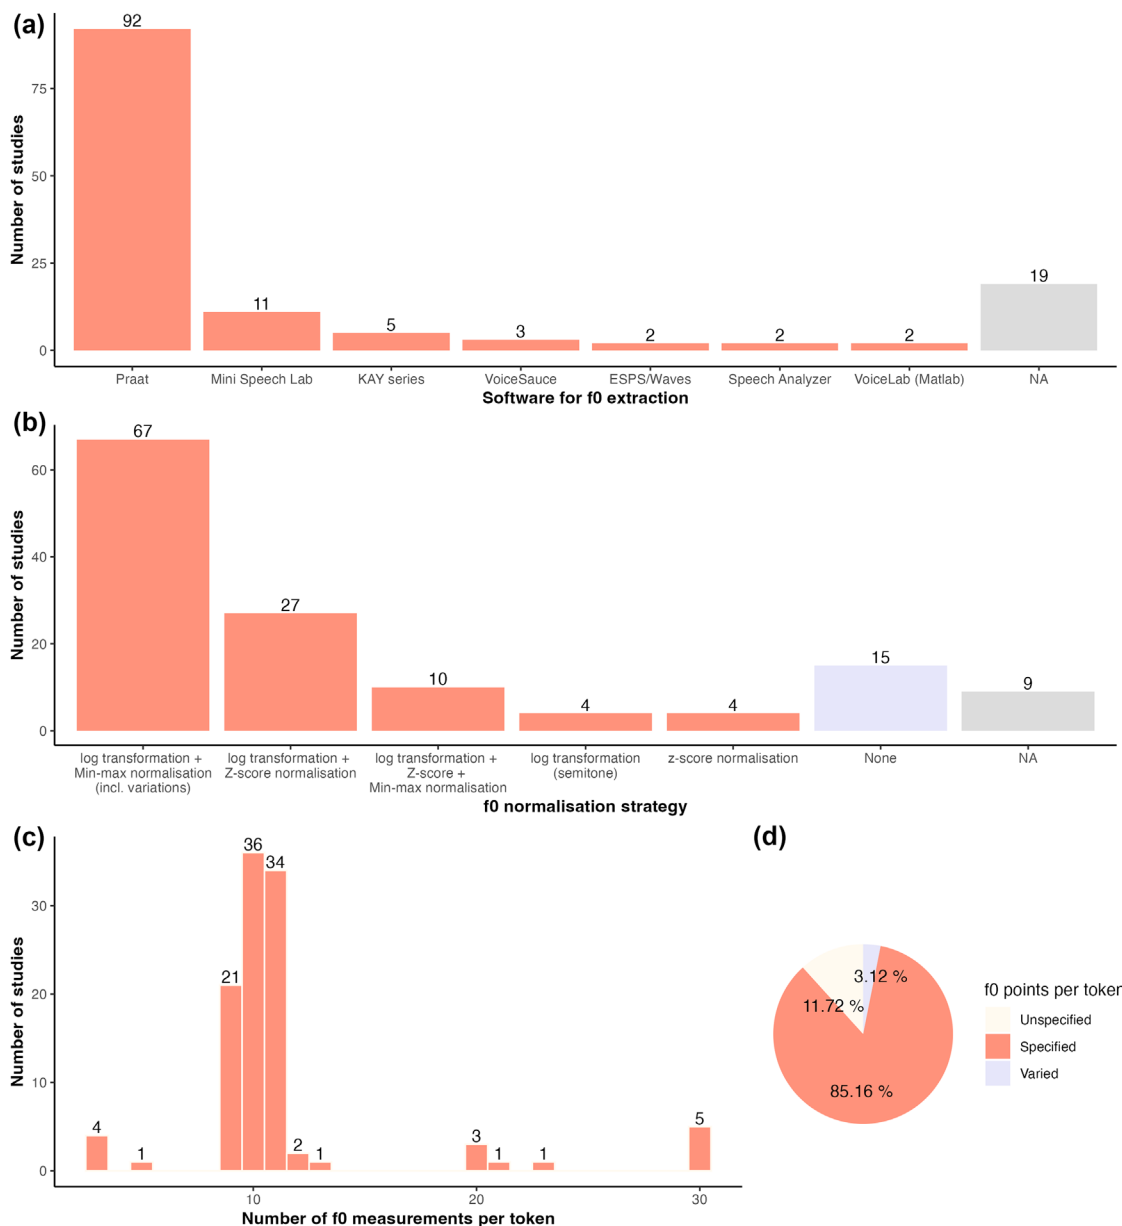 (a)
92
11
5
3
2
2
2
19
75
50
25
0
Number of studies
Praat
Mini Speech Lab
KAY series
VoiceSauce
ESPS/Waves
Speech Analyzer
VoiceLab (Matlab)
NA
Software for f0 extraction
(b)
67
27
10
4
4
15
9
60
40
20
0
Number of studies
log transformation +
Min-max normalisation
(incl. variations)
log transformation +
Z-score normalisation
log transformation +
Z-score +
Min-max normalisation
log transformation
(semitone)
z-score normalisation
None
NA
f0 normalisation strategy
(c)
4
1
21
36
34
2
1
3
1
1
5
30
20
10
0
Number of studies
10
20
30
Number of f0 measurements per token
(d)
3.12 %
11.72 %
85.16 %
f0 points per token
Unspecified
Specified
Varied